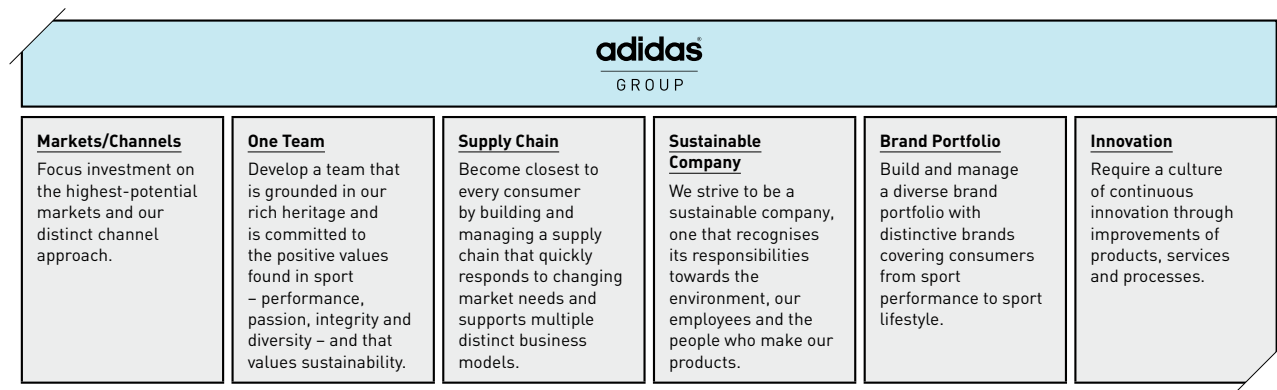 adidas®
GROUP
Markets/Channels
Focus investment on
the highest-potential
markets and our
distinct channel
approach.
One Team
Develop a team that
is grounded in our
rich heritage and
is committed to
the positive values
found in sport
– performance,
passion, integrity and
diversity – and that
values sustainability.
Supply Chain
Become closest to
every consumer
by building and
managing a supply
chain that quickly
responds to changing
market needs and
supports multiple
distinct business
models.
Sustainable
Company
We strive to be a
sustainable company,
one that recognises
its responsibilities
towards the
environment, our
employees and the
people who make our
products.
Brand Portfolio
Build and manage
a diverse brand
portfolio with
distinctive brands
covering consumers
from sport
performance to sport
lifestyle.
Innovation
Require a culture
of continuous
innovation through
improvements of
products, services
and processes.